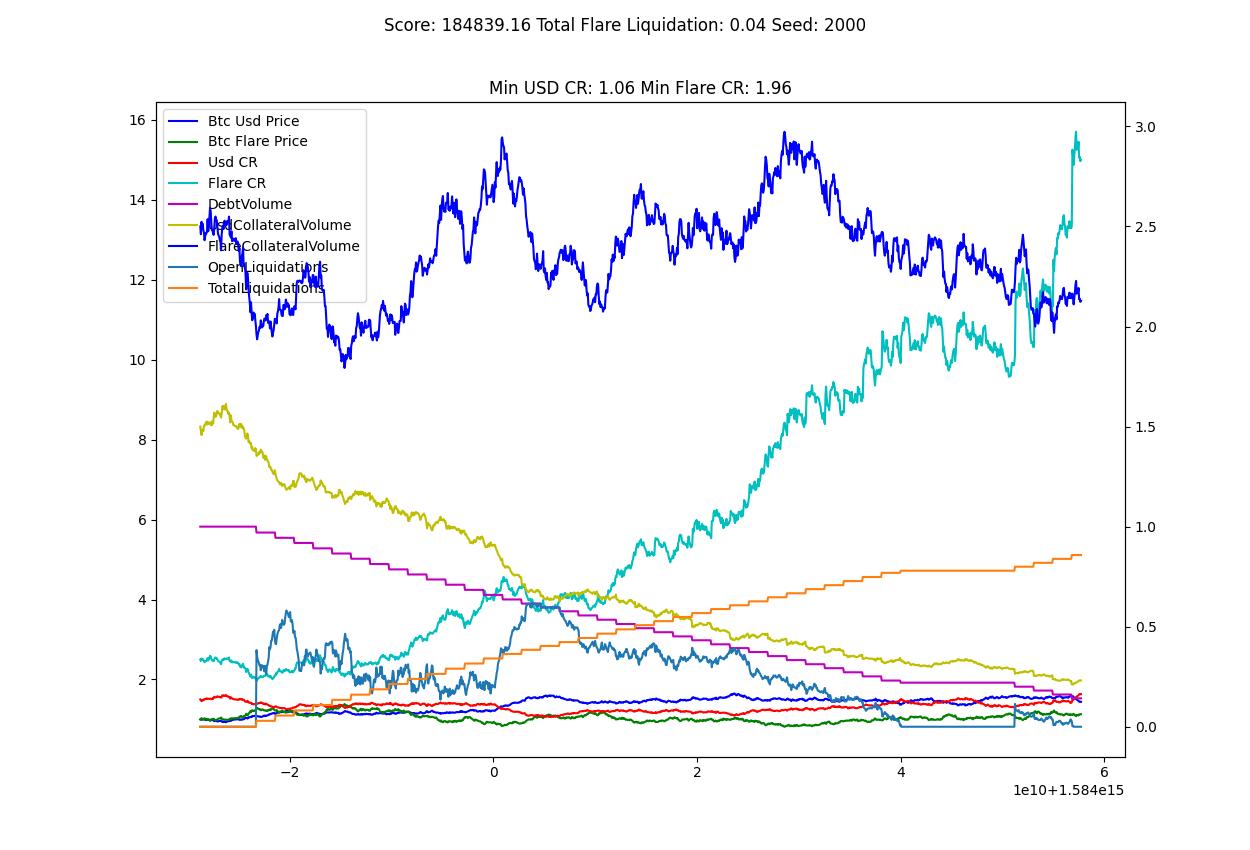 Score: 184839.16 Total Flare Liquidation: 0.04 Seed: 2000
Min USD CR: 1.06 Min Flare CR: 1.96
Btc Usd Price
Btc Flare Price
Usd CR
Flare CR
DebtVolume
UsdCollateralVolume
FlareCollateralVolume
OpenLiquidations
TotalLiquidations
16
14
12
10
8
6
4
2
3.0
2.5
2.0
1.5
1.0
0.5
0.0
−2
0
2
4
6
1e10+1.584e15